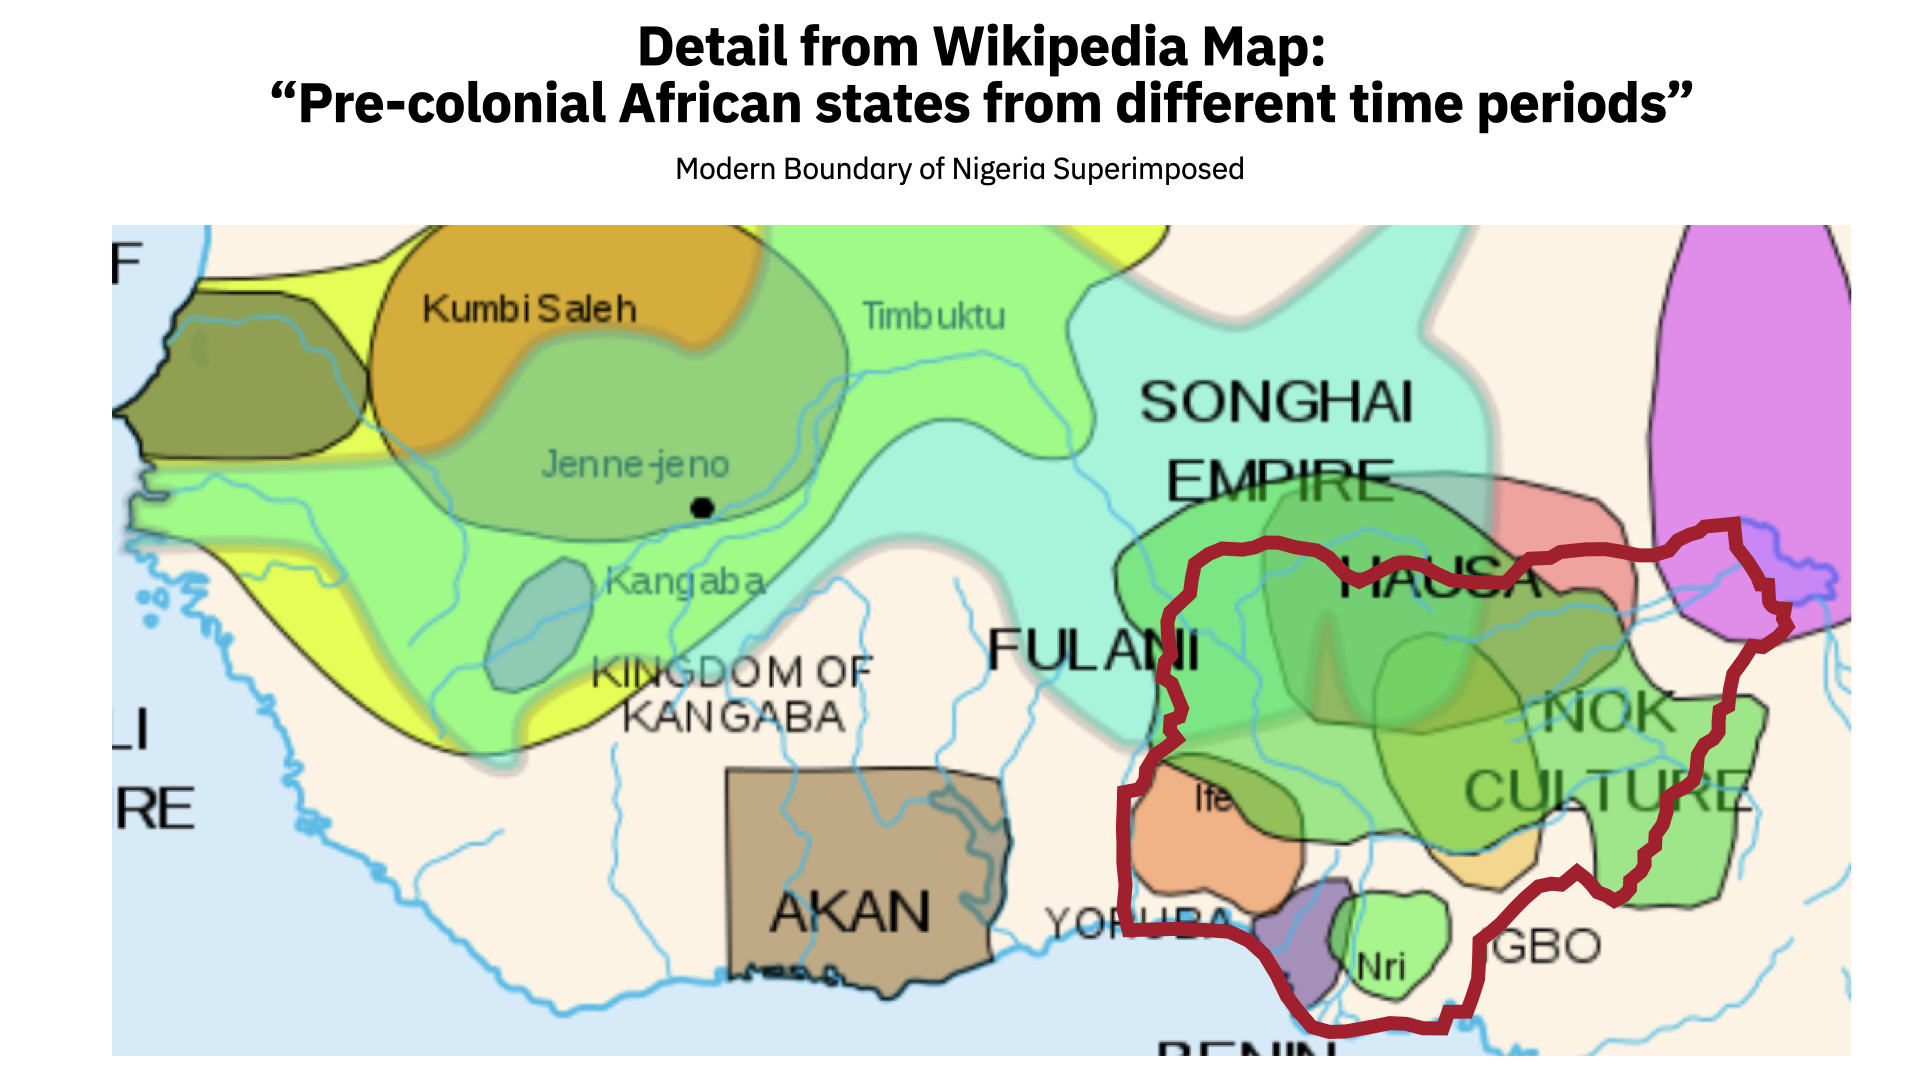 Detail from Wikipedia Map:
“Pre-colonial African states from different time periods”
Modern Boundary of Nigeria Superimposed
F
Kumbi Saleh
Timbuktu
SONGHAI
EMPIRE
Jenne-jeno
HAUSA
Kangaba
FULANI
KINGDOM OF
KANGABA
NOK
CULTURE
LI
RE
Ife
AKAN
YORUBA
GBO
Nri
BENIN